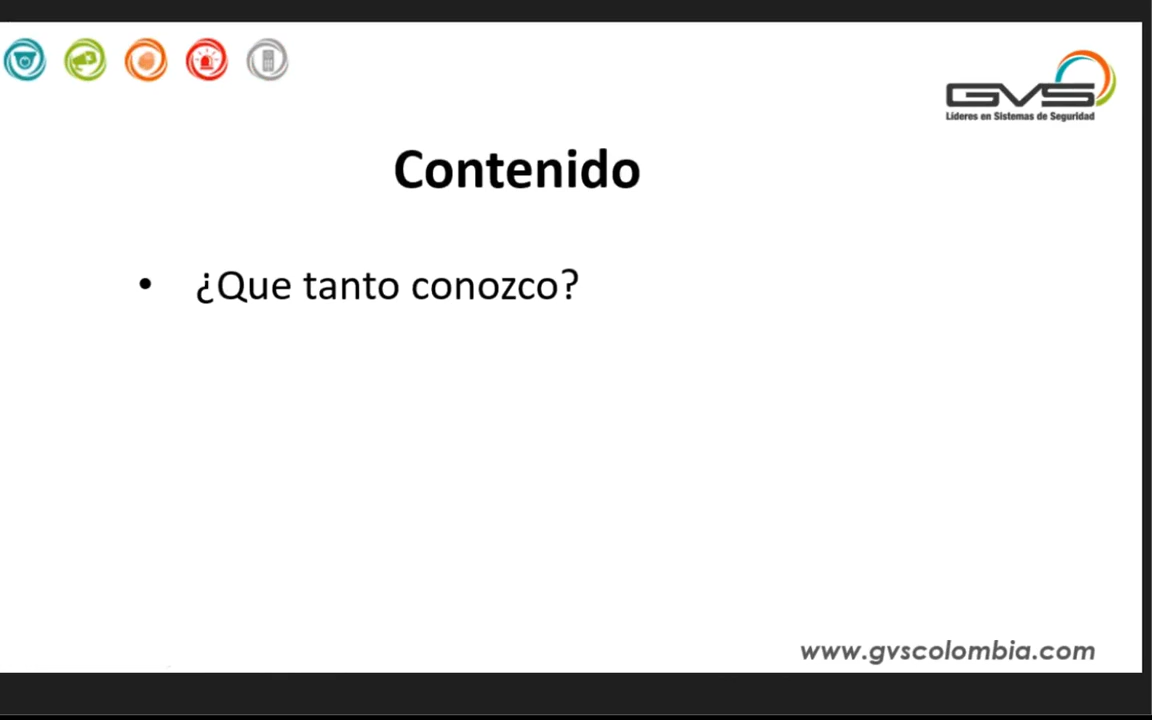 GVS
Líderes en Sistemas de Seguridad
Contenido
• ¿Que tanto conozco?
www.gvscolombia.com